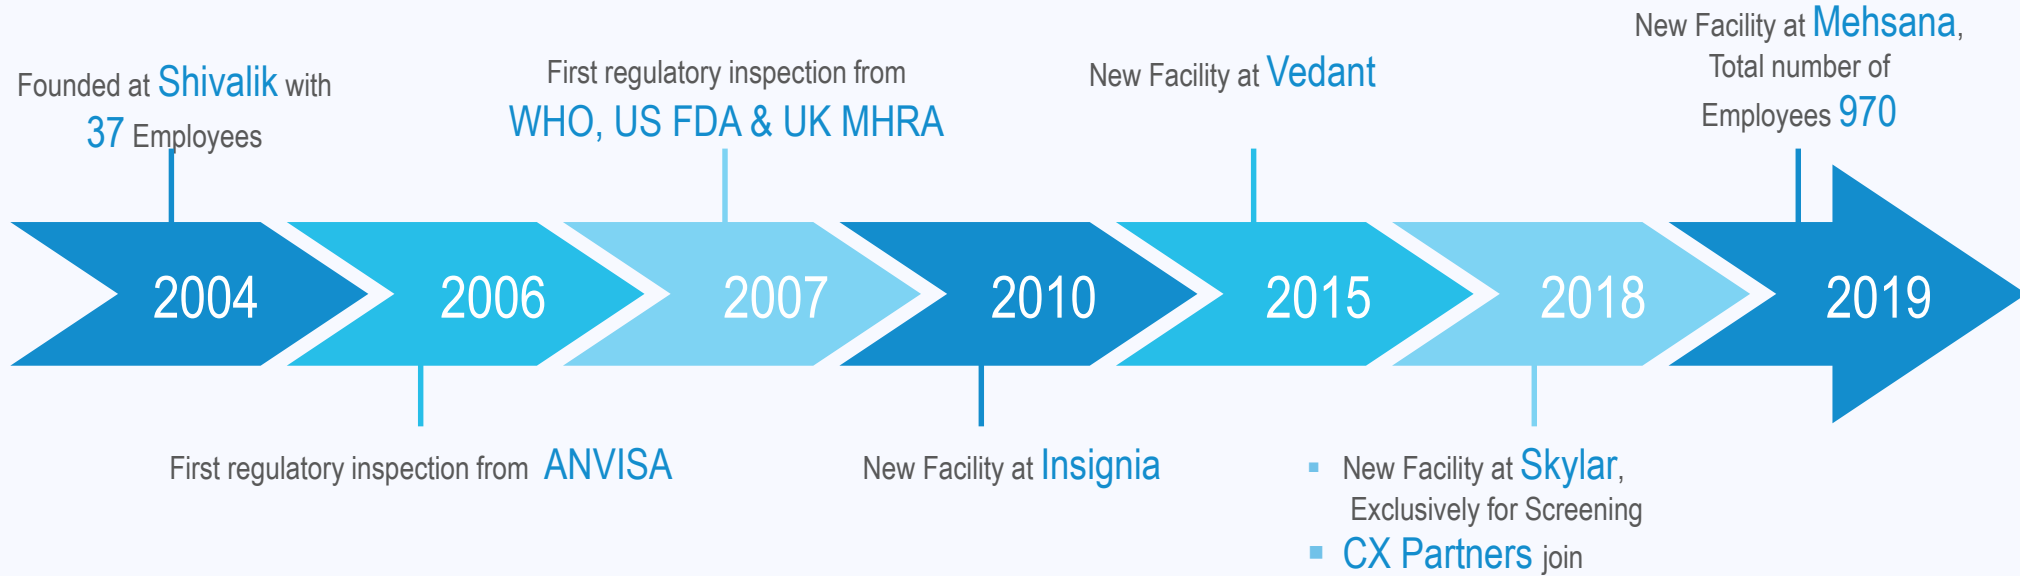 Founded at Shivalik with
37 Employees
First regulatory inspection from
WHO, US FDA & UK MHRA
New Facility at Vedant
New Facility at Mehsana,
Total number of
Employees 970
2004
2006
2007
2010
2015
2018
2019
First regulatory inspection from ANVISA
New Facility at Insignia
▪ New Facility at Skylar,
Exclusively for Screening
▪ CX Partners join